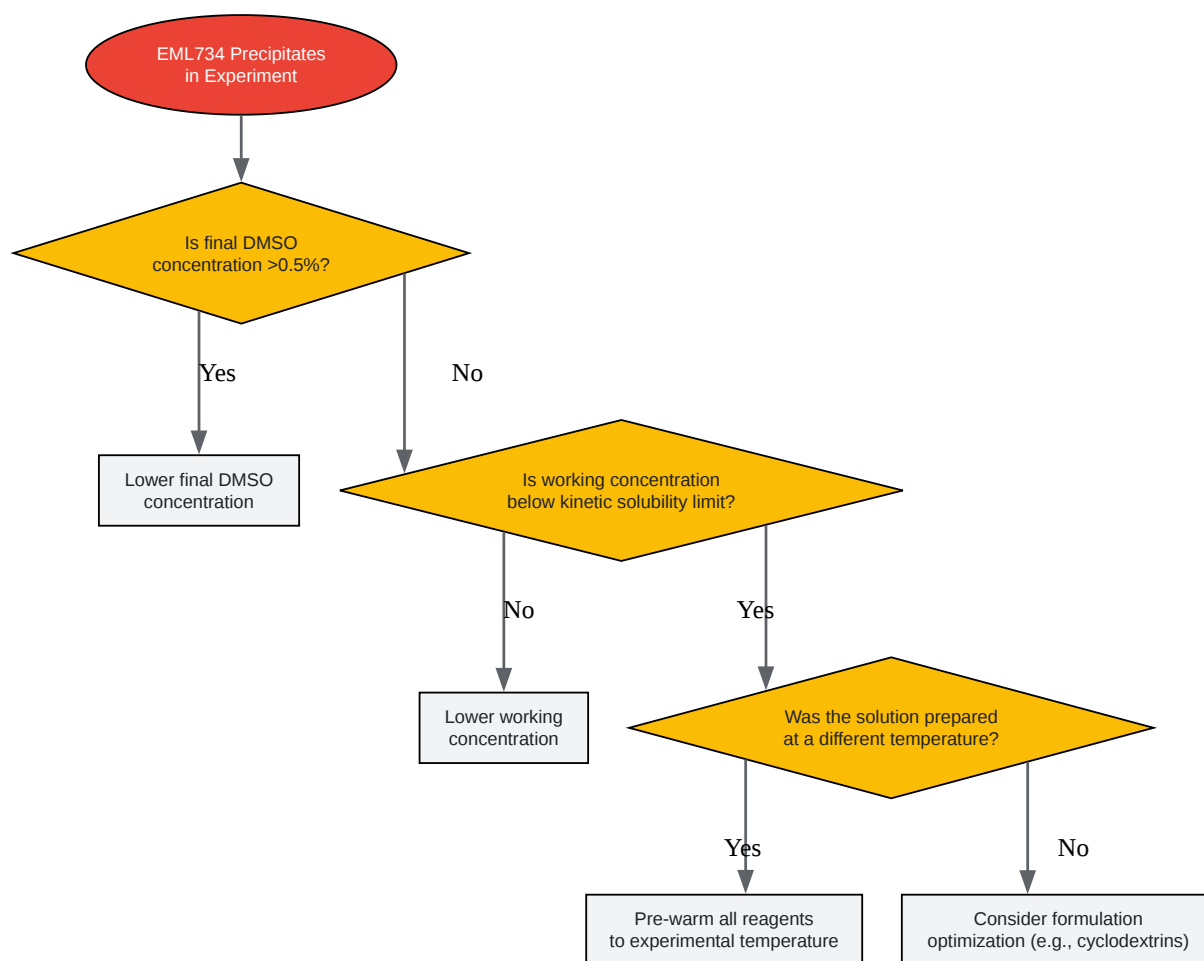 EML734 Precipitates
in Experiment
Is final DMSO
concentration >0.5%?
Yes
No
Lower final DMSO
concentration
Is working concentration
below kinetic solubility limit?
No
Yes
Lower working
concentration
Was the solution prepared
at a different temperature?
Yes
No
Pre-warm all reagents
to experimental temperature
Consider formulation
optimization (e.g., cyclodextrins)